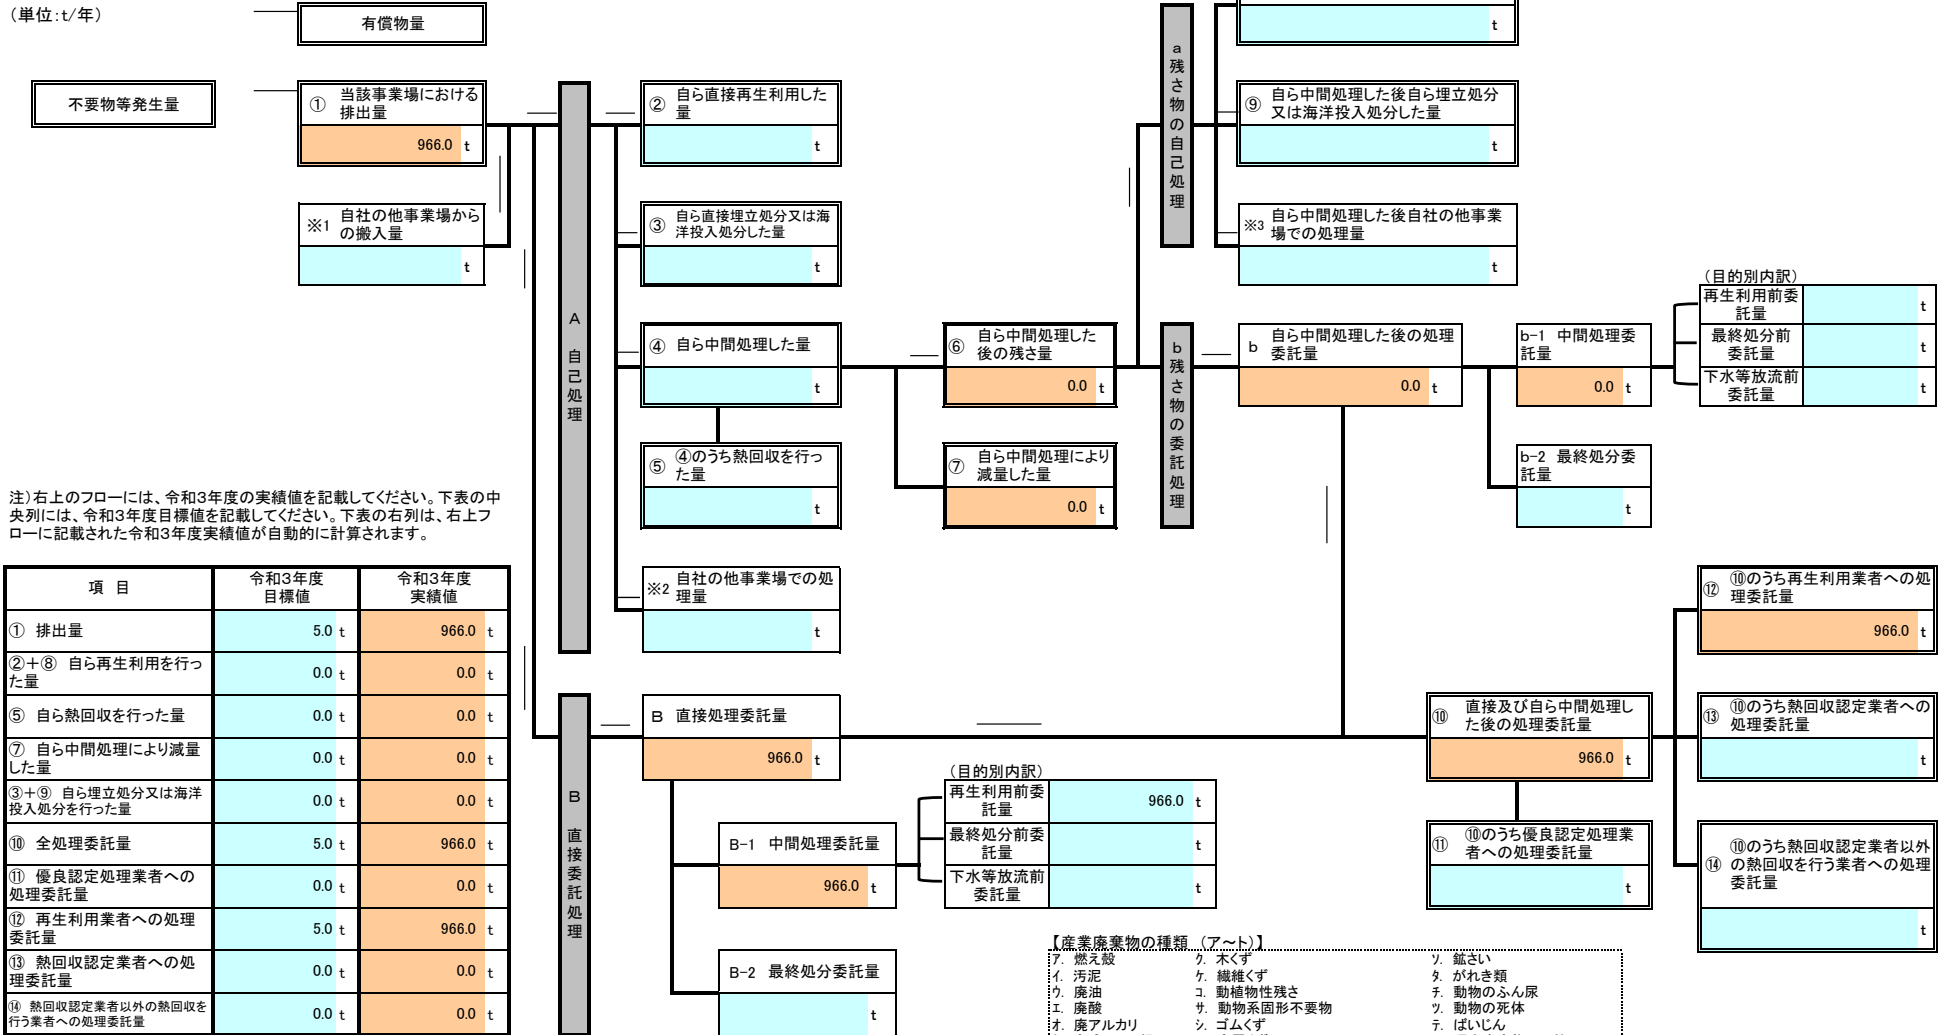 (単位:t/年)
有償物量
t
不要物等発生量
① 当該事業場における
排出量
966.0 t
※1 自社の他事業場から
の搬入量
t
A 自己処理
② 自ら直接再生利用した
量
t
③ 自ら直接埋立処分又は海
洋投入処分した量
t
④ 自ら中間処理した量
t
⑤ ④のうち熱回収を行っ
た量
t
※2 自社の他事業場での処
理量
t
⑥ 自ら中間処理した
後の残さ量
0.0 t
⑦ 自ら中間処理により
減量した量
0.0 t
a 残さ物の自己処理
⑨ 自ら中間処理した後自ら埋立処分
又は海洋投入処分した量
t
※3 自ら中間処理した後自社の他事業
場での処理量
t
b 残さ物の委託処理
b 自ら中間処理した後の処理
委託量
0.0 t
b-1 中間処理委
託量
0.0 t
b-2 最終処分委
託量
t
(目的別内訳)
再生利用前委
託量
t
最終処分前
委託量
t
下水等放流前
委託量
t
注)右上のフローには、令和3年度の実績値を記載してください。下表の中
央列には、令和3年度目標値を記載してください。下表の右列は、右上フ
ローに記載された令和3年度実績値が自動的に計算されます。
項 目 令和3年度 目標値 令和3年度 実績値
① 排出量 5.0 t 966.0 t
②+⑧ 自ら再生利用を行っ
た量 0.0 t 0.0 t
⑤ 自ら熱回収を行った量 0.0 t 0.0 t
⑦ 自ら中間処理により減量
した量 0.0 t 0.0 t
③+⑨ 自ら埋立処分又は海洋
投入処分を行った量 0.0 t 0.0 t
⑩ 全処理委託量 5.0 t 966.0 t
⑪ 優良認定処理業者への
処理委託量 0.0 t 0.0 t
⑫ 再生利用業者への処理
委託量 5.0 t 966.0 t
⑬ 熱回収認定業者への処
理委託量 0.0 t 0.0 t
⑭ 熱回収認定業者以外の熱回収を
行う業者への処理委託量 0.0 t 0.0 t
B 直接委託処理
B 直接処理委託量
966.0 t
B-1 中間処理委託量
966.0 t
B-2 最終処分委託量
t
(目的別内訳)
再生利用前委
託量
966.0 t
最終処分前委
託量
t
下水等放流前
委託量
t
⑩ 直接及び自ら中間処理し
た後の処理委託量
966.0 t
⑪ ⑩のうち優良認定処理業
者への処理委託量
t
⑫ ⑩のうち再生利用業者への処
理委託量
966.0 t
⑬ ⑩のうち熱回収認定業者への
処理委託量
t
⑭ ⑩のうち熱回収認定業者以外
の熱回収を行う業者への処理
委託量
t
【産業廃棄物の種類 (ア~ト)】
ア. 燃え殻 ク. 木くず ソ. 鉱さい
イ. 汚泥 ケ. 繊維くず タ. がれき類
ウ. 廃油 コ. 動植物性残さ チ. 動物のふん尿
エ. 廃酸 サ. 動物系固形不要物 ツ. 動物の死体
オ. 廃アルカリ シ. ゴムくず テ. ばいじん